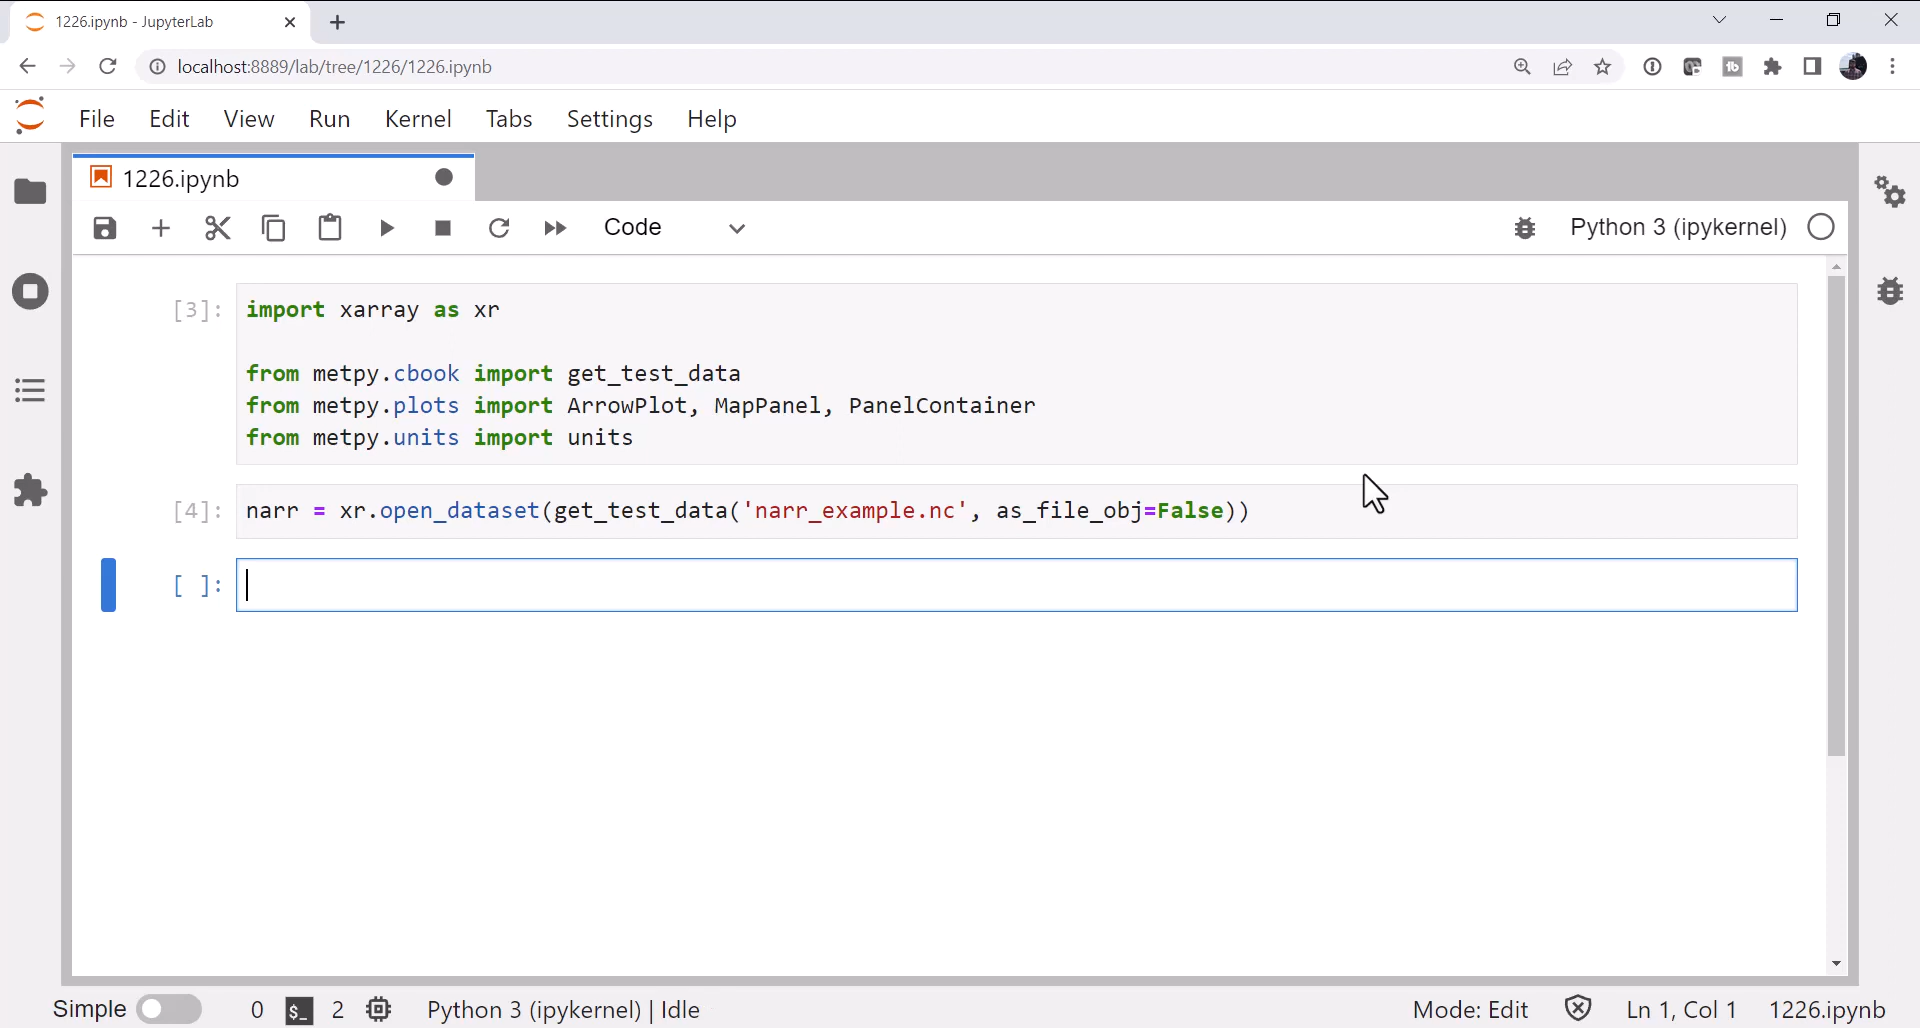 1226.ipynb - JupyterLab
localhost:8889/lab/tree/1226/1226.ipynb
File Edit View Run Kernel Tabs Settings Help
1226.ipynb
Code Python 3 (ipykernel)
[3]: import xarray as xr
from metpy.cbook import get_test_data
from metpy.plots import ArrowPlot, MapPanel, PanelContainer
from metpy.units import units
[4]: narr = xr.open_dataset(get_test_data('narr_example.nc', as_file_obj=False))
[ ]:
Simple 0 $_ 2 Python 3 (ipykernel) | Idle Mode: Edit Ln 1, Col 1 1226.ipynb